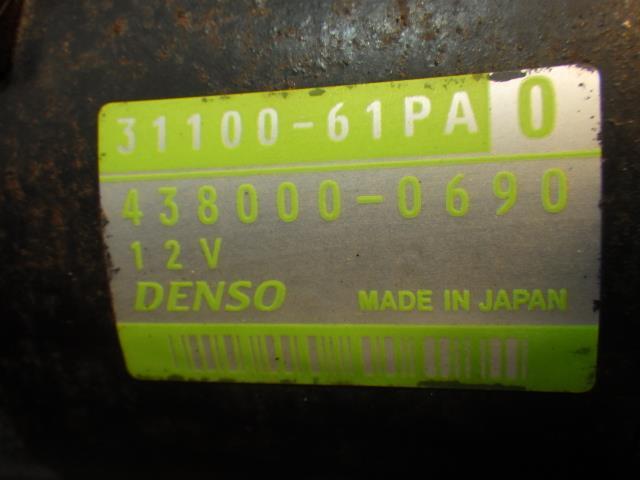 31100-61PA 0
438000-0690
12V
DENSO MADE IN JAPAN